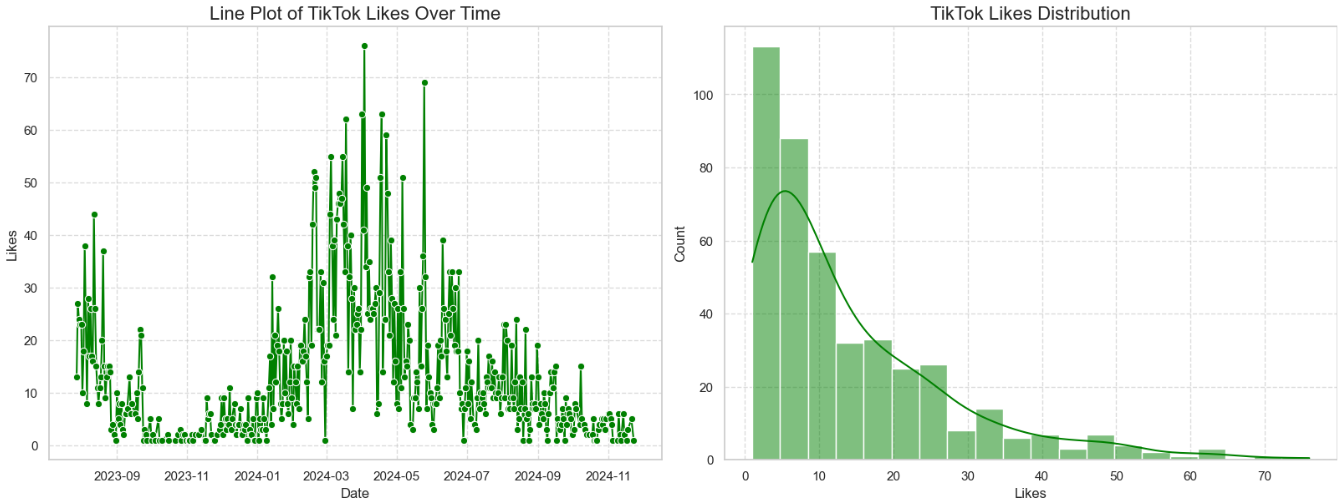 Line Plot of TikTok Likes Over Time
70
60
50
40
30
20
10
0
Likes
2023-09 2023-11 2024-01 2024-03 2024-05 2024-07 2024-09 2024-11
Date
TikTok Likes Distribution
100
80
60
40
20
0
Count
0 10 20 30 40 50 60 70
Likes